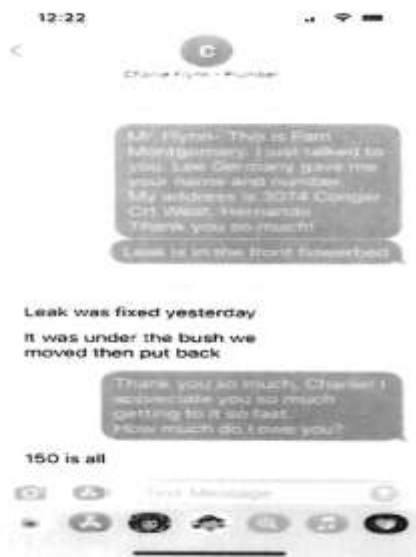 12:22
C
Charlie Flynn - Plumber
Mr. Flynn- This is Pam
Montgomery. I just talked to
you. Lee Germany gave me
your name and number.
My address is 3074 Conger
Crt West, Hernando
Thank you so much!
Leak is in the front flowerbed
Leak was fixed yesterday
It was under the bush we
moved then put back
Thank you so much, Charlie! I
appreciate you so much
getting to it so fast.
How much do I owe you?
150 is all
Text Message